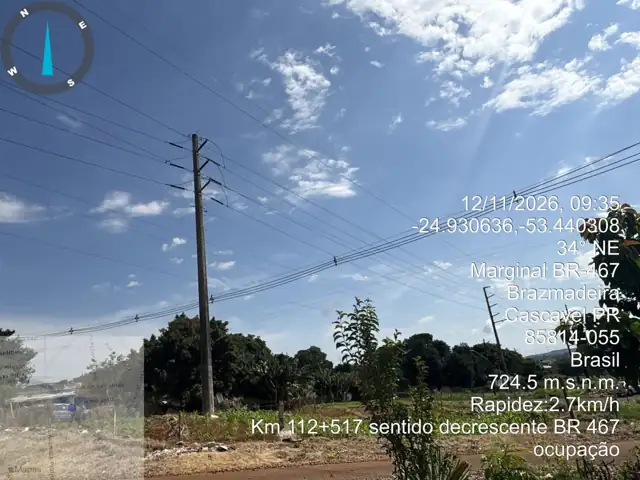 N
E
W
S
12/11/2026, 09:35
-24.930636,-53.440308
34° NE
Marginal BR-467
Brazmadeira
Cascavel PR
85814-055
Brasil
724.5 m.s.n.m.
Rapidez:2.7km/h
Km 112+517 sentido decrescente BR 467
ocupação
Maps